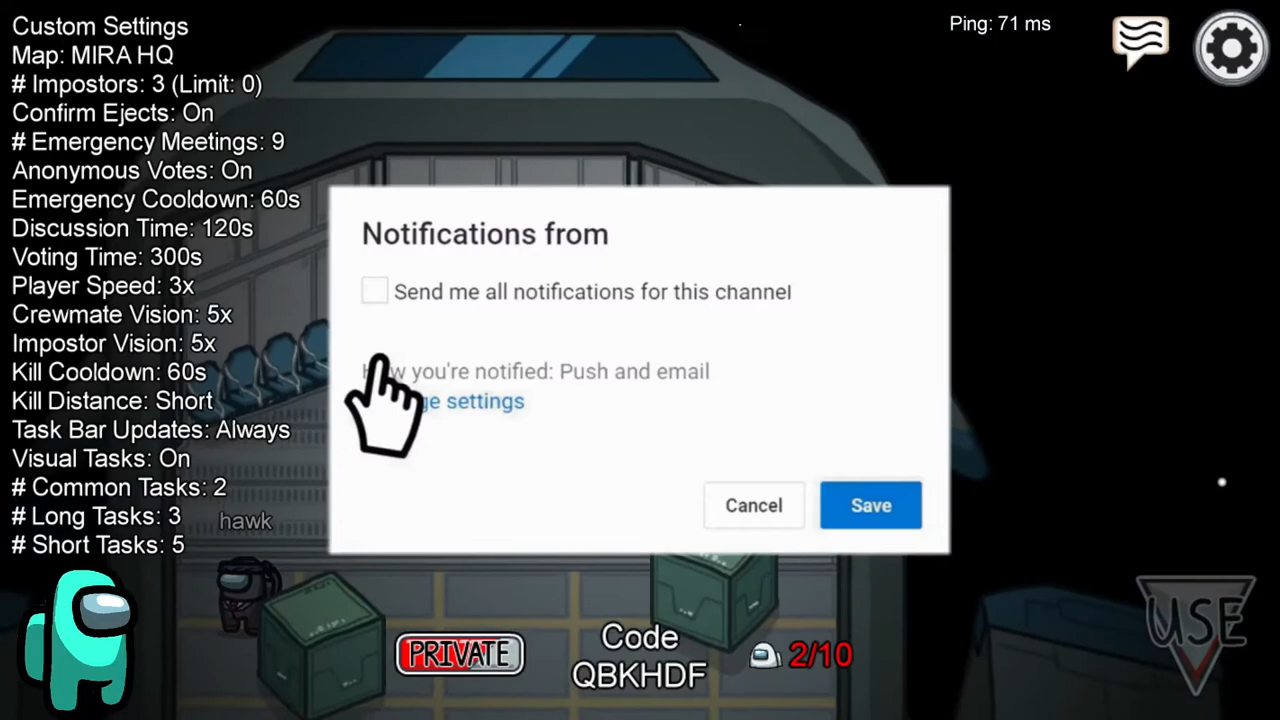 Custom Settings
Map: MIRA HQ
# Impostors: 3 (Limit: 0)
Confirm Ejects: On
# Emergency Meetings: 9
Anonymous Votes: On
Emergency Cooldown: 60s
Discussion Time: 120s
Voting Time: 300s
Player Speed: 3x
Crewmate Vision: 5x
Impostor Vision: 5x
Kill Cooldown: 60s
Kill Distance: Short
Task Bar Updates: Always
Visual Tasks: On
# Common Tasks: 2
# Long Tasks: 3
# Short Tasks: 5
hawk
Ping: 71 ms
Notifications from
Send me all notifications for this channel
you're notified: Push and email
settings
Cancel
Save
PRIVATE
Code
QBKHDF
2/10
USE